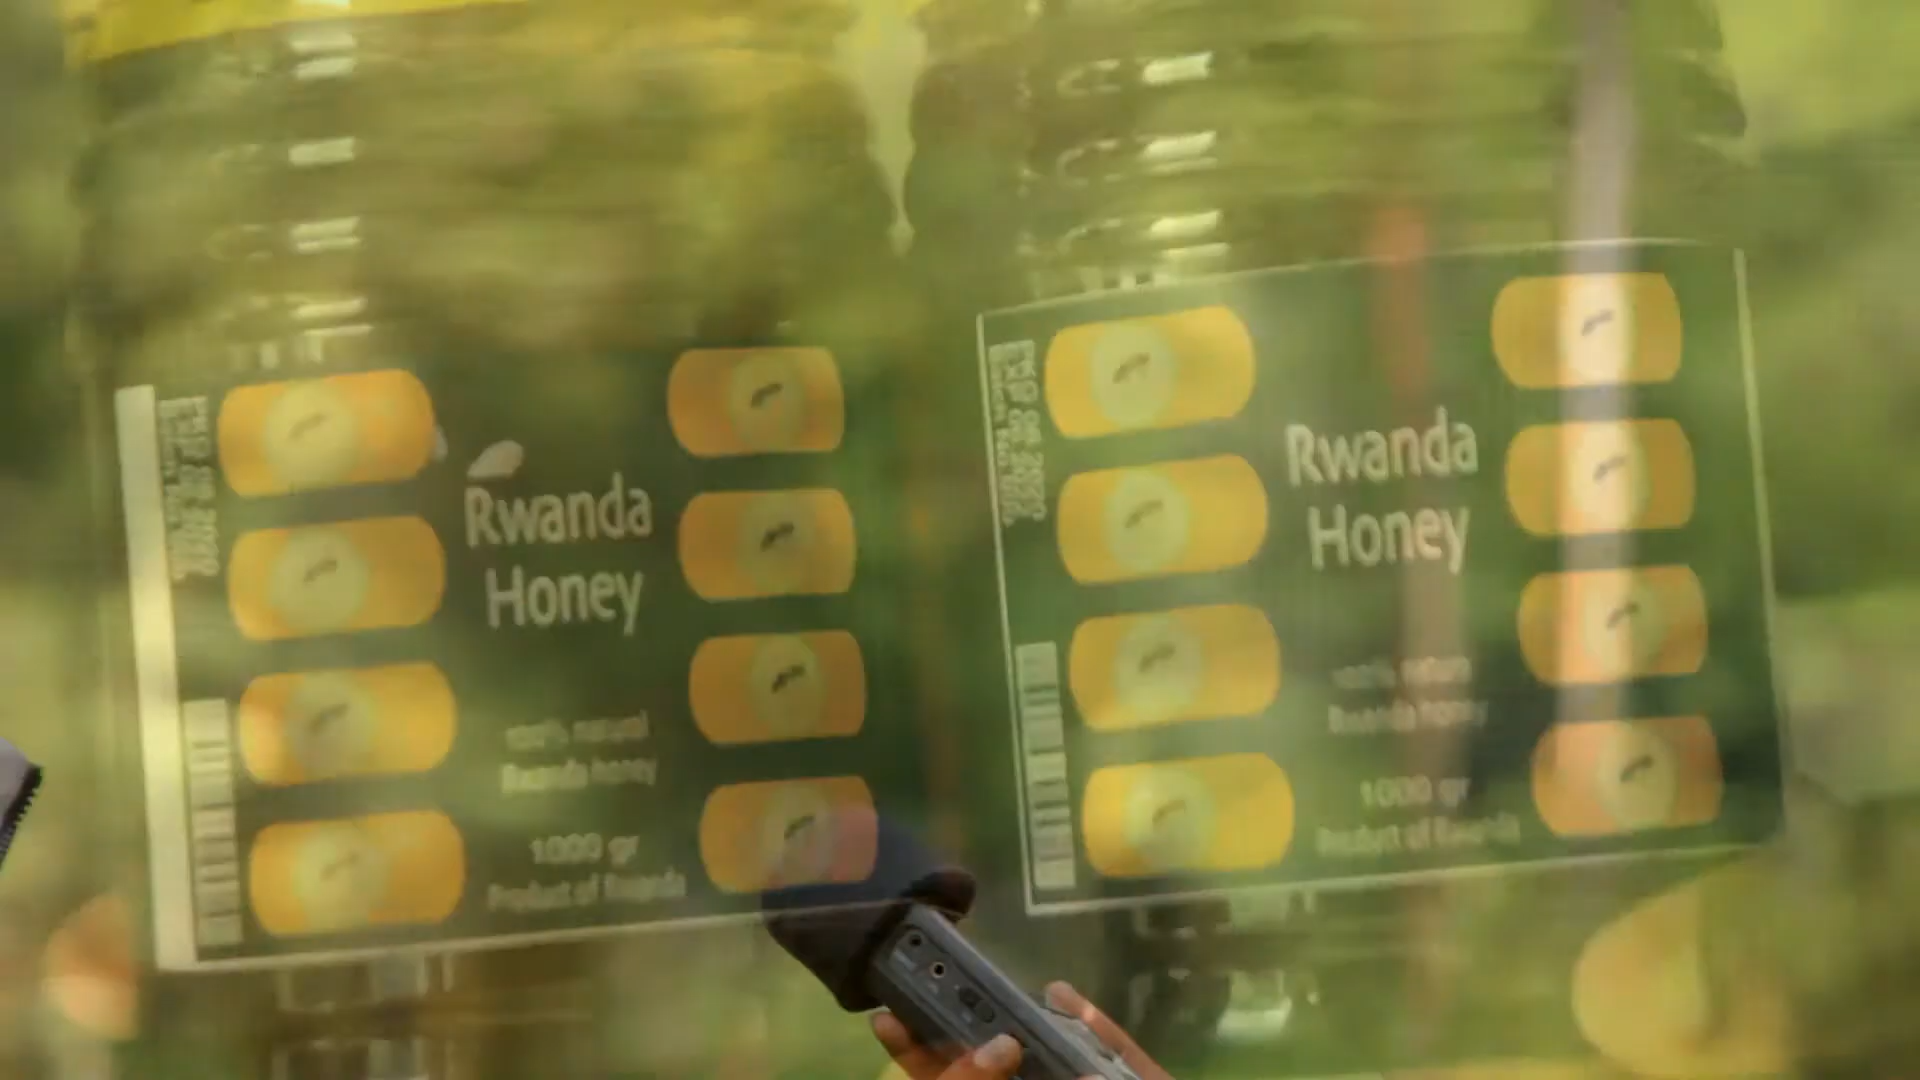 Rwanda
Honey
100% natural
Rwanda honey
1000 gr
Product of Rwanda
Rwanda
Honey
100% natural
Rwanda honey
1000 gr
Product of Rwanda